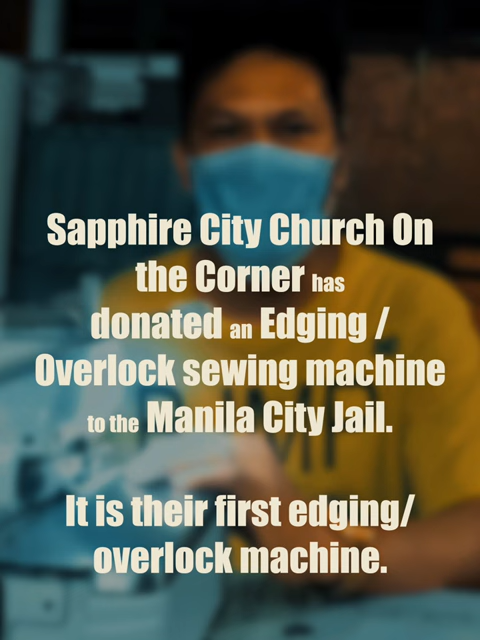 Sapphire City Church On
the Corner has
donated an Edging /
Overlock sewing machine
to the Manila City Jail.
It is their first edging/
overlock machine.